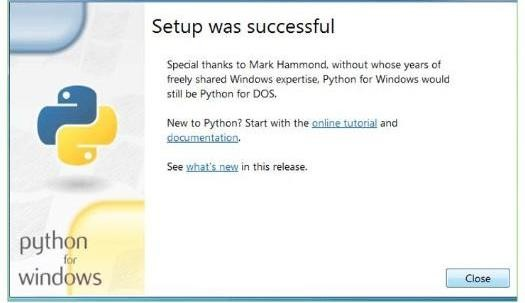 Setup was successful
Special thanks to Mark Hammond, without whose years of
freely shared Windows expertise, Python for Windows would
still be Python for DOS.
New to Python? Start with the online tutorial and
documentation.
See what's new in this release.
python
for
windows
Close